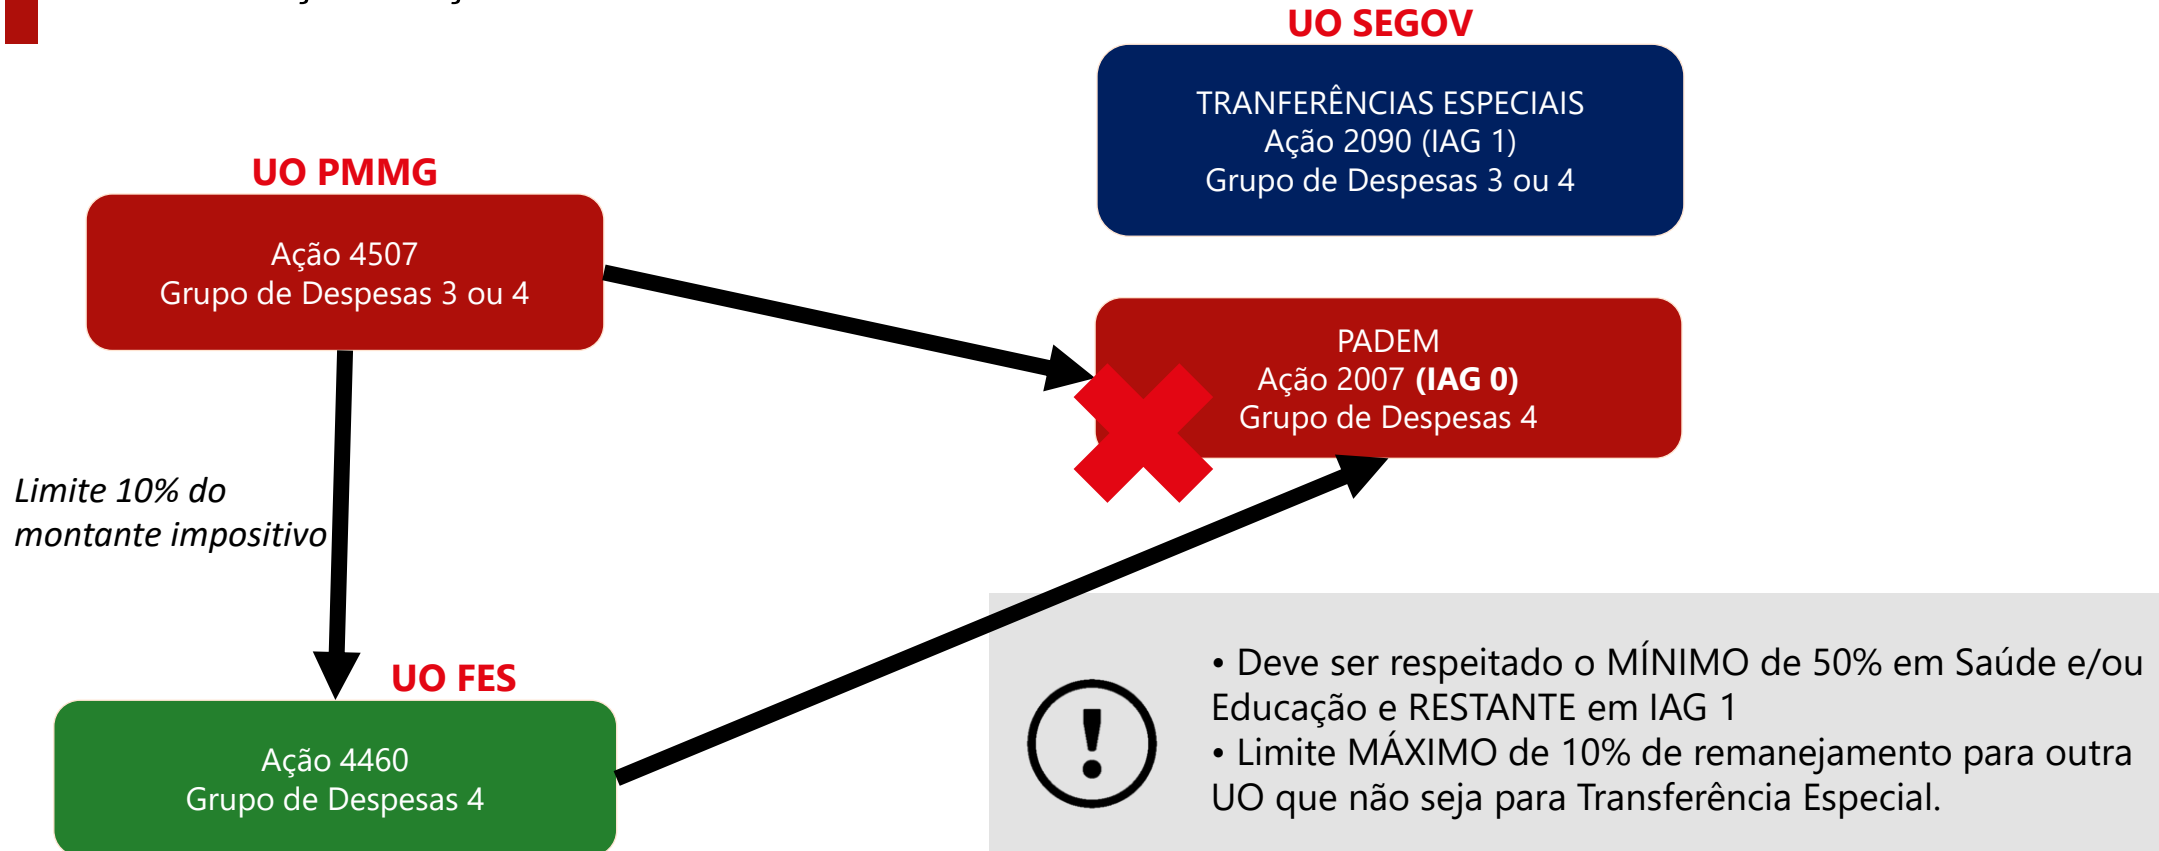 UO SEGOV
TRANFERÊNCIAS ESPECIAIS
Ação 2090 (IAG 1)
Grupo de Despesas 3 ou 4
UO PMMG
Ação 4507
Grupo de Despesas 3 ou 4
PADEM
Ação 2007 (IAG 0)
Grupo de Despesas 4
Limite 10% do
montante impositivo
UO FES
Ação 4460
Grupo de Despesas 4
• Deve ser respeitado o MÍNIMO de 50% em Saúde e/ou
Educação e RESTANTE em IAG 1
• Limite MÁXIMO de 10% de remanejamento para outra
UO que não seja para Transferência Especial.